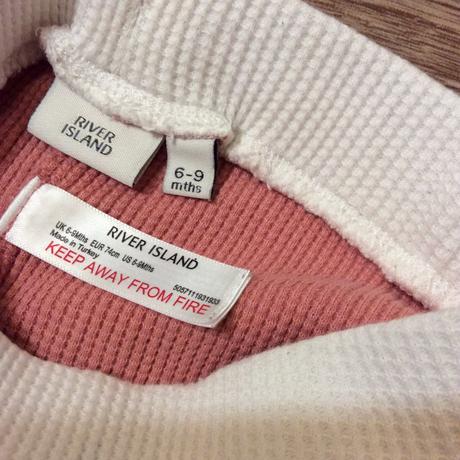 RIVER
ISLAND
6-9
mths
RIVER ISLAND
UK 6-9Mths EUR 74cm US 6-9Mths
Made in Turkey
5057111931933
KEEP AWAY FROM FIRE